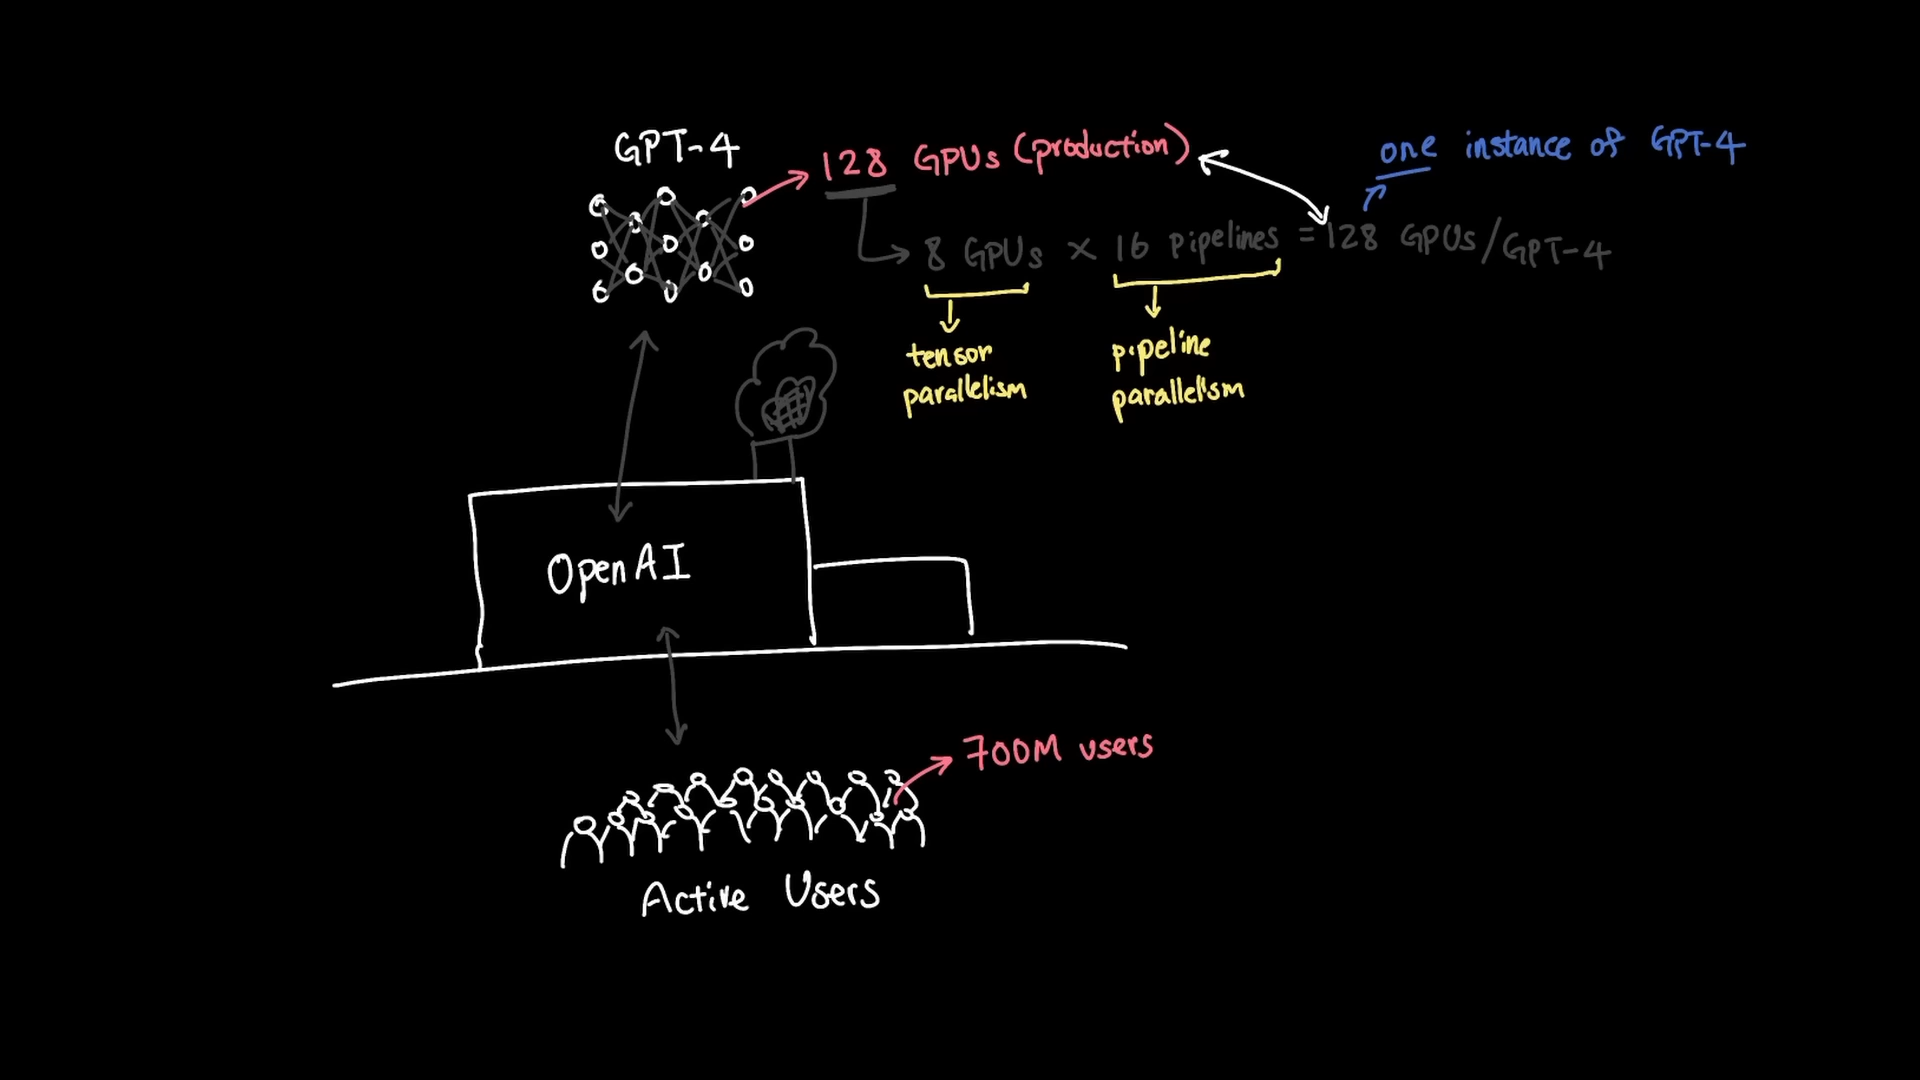 GPT-4
128 GPUs (production)
one instance of GPT-4
8 GPUs × 16 pipelines = 128 GPUs/GPT-4
tensor
parallelism
pipeline
parallelism
OpenAI
700M users
Active Users